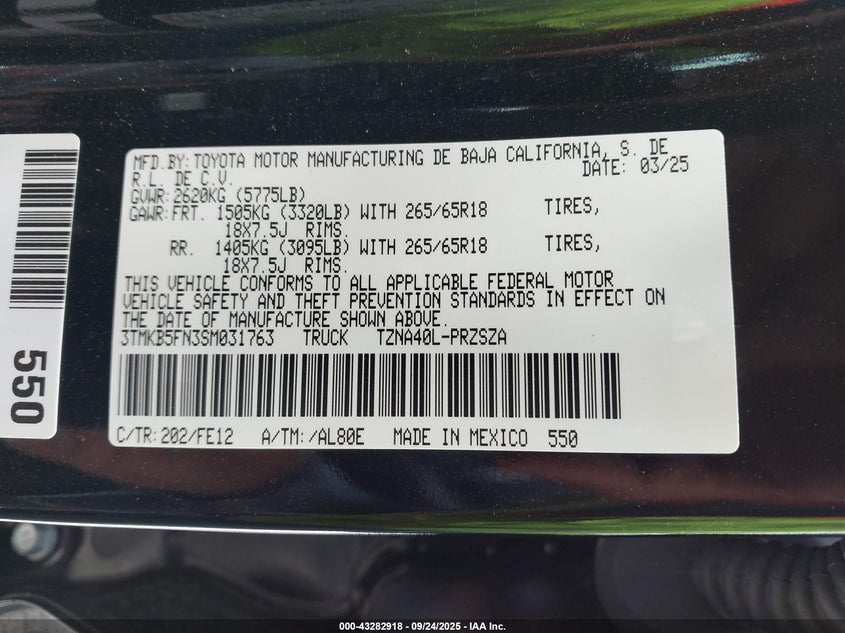 MFD.BY:TOYOTA MOTOR MANUFACTURING DE BAJA CALIFORNIA, S. DE
R.L. DE C.V. DATE: 03/25
GVWR:2620KG (5775LB)
GAWR:FRT. 1505KG (3320LB) WITH 265/65R18 TIRES,
18X7.5J RIMS.
RR. 1405KG (3095LB) WITH 265/65R18 TIRES,
18X7.5J RIMS.
THIS VEHICLE CONFORMS TO ALL APPLICABLE FEDERAL MOTOR
VEHICLE SAFETY AND THEFT PREVENTION STANDARDS IN EFFECT ON
THE DATE OF MANUFACTURE SHOWN ABOVE.
3TMKB5FN3SM031763 TRUCK TZNA40L-PRZSZA
C/TR:202/FE12 A/TM:/AL80E MADE IN MEXICO 550
550
000-43282918 - 09/24/2025 - IAA Inc.